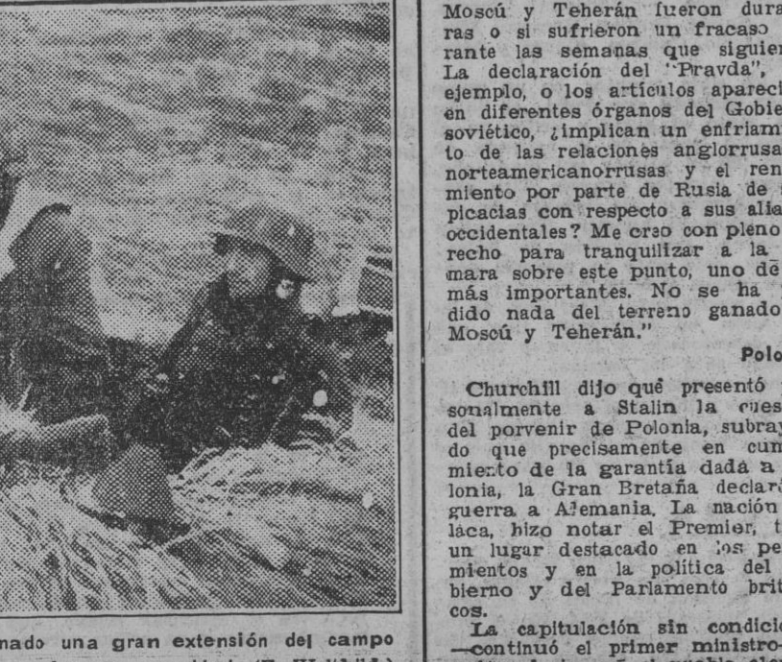 nado una gran extensión del campo
Moscú y Teherán fueron dura
ras o si sufrieron un fracaso
rante las semanas que siguier
La declaración del "Pravda",
ejemplo, o los artículos apareci
en diferentes órganos del Gobie
soviético, ¿implican un enfriam
to de las relaciones anglorrusa
norteamericanorrusas y el ren
miento por parte de Rusia de
picacias con respecto a sus alia
occidentales? Me creo con pleno
recho para tranquilizar a la
mara sobre este punto, uno de
más importantes. No se ha
dido nada del terreno ganado
Moscú y Teherán."
Polo
Churchill dijo que presentó
sonalmente a Stalin la cues
del porvenir de Polonia, subray
do que precisamente en cum
miento de la garantía dada a
lonia, la Gran Bretaña declar
guerra a Alemania. La nación
laca, hizo notar el Premier, t
un lugar destacado en los pe
mientos y en la política del
bierno y del Parlamento brit
cos.
La capitulación sin condici
—continuó el primer ministro